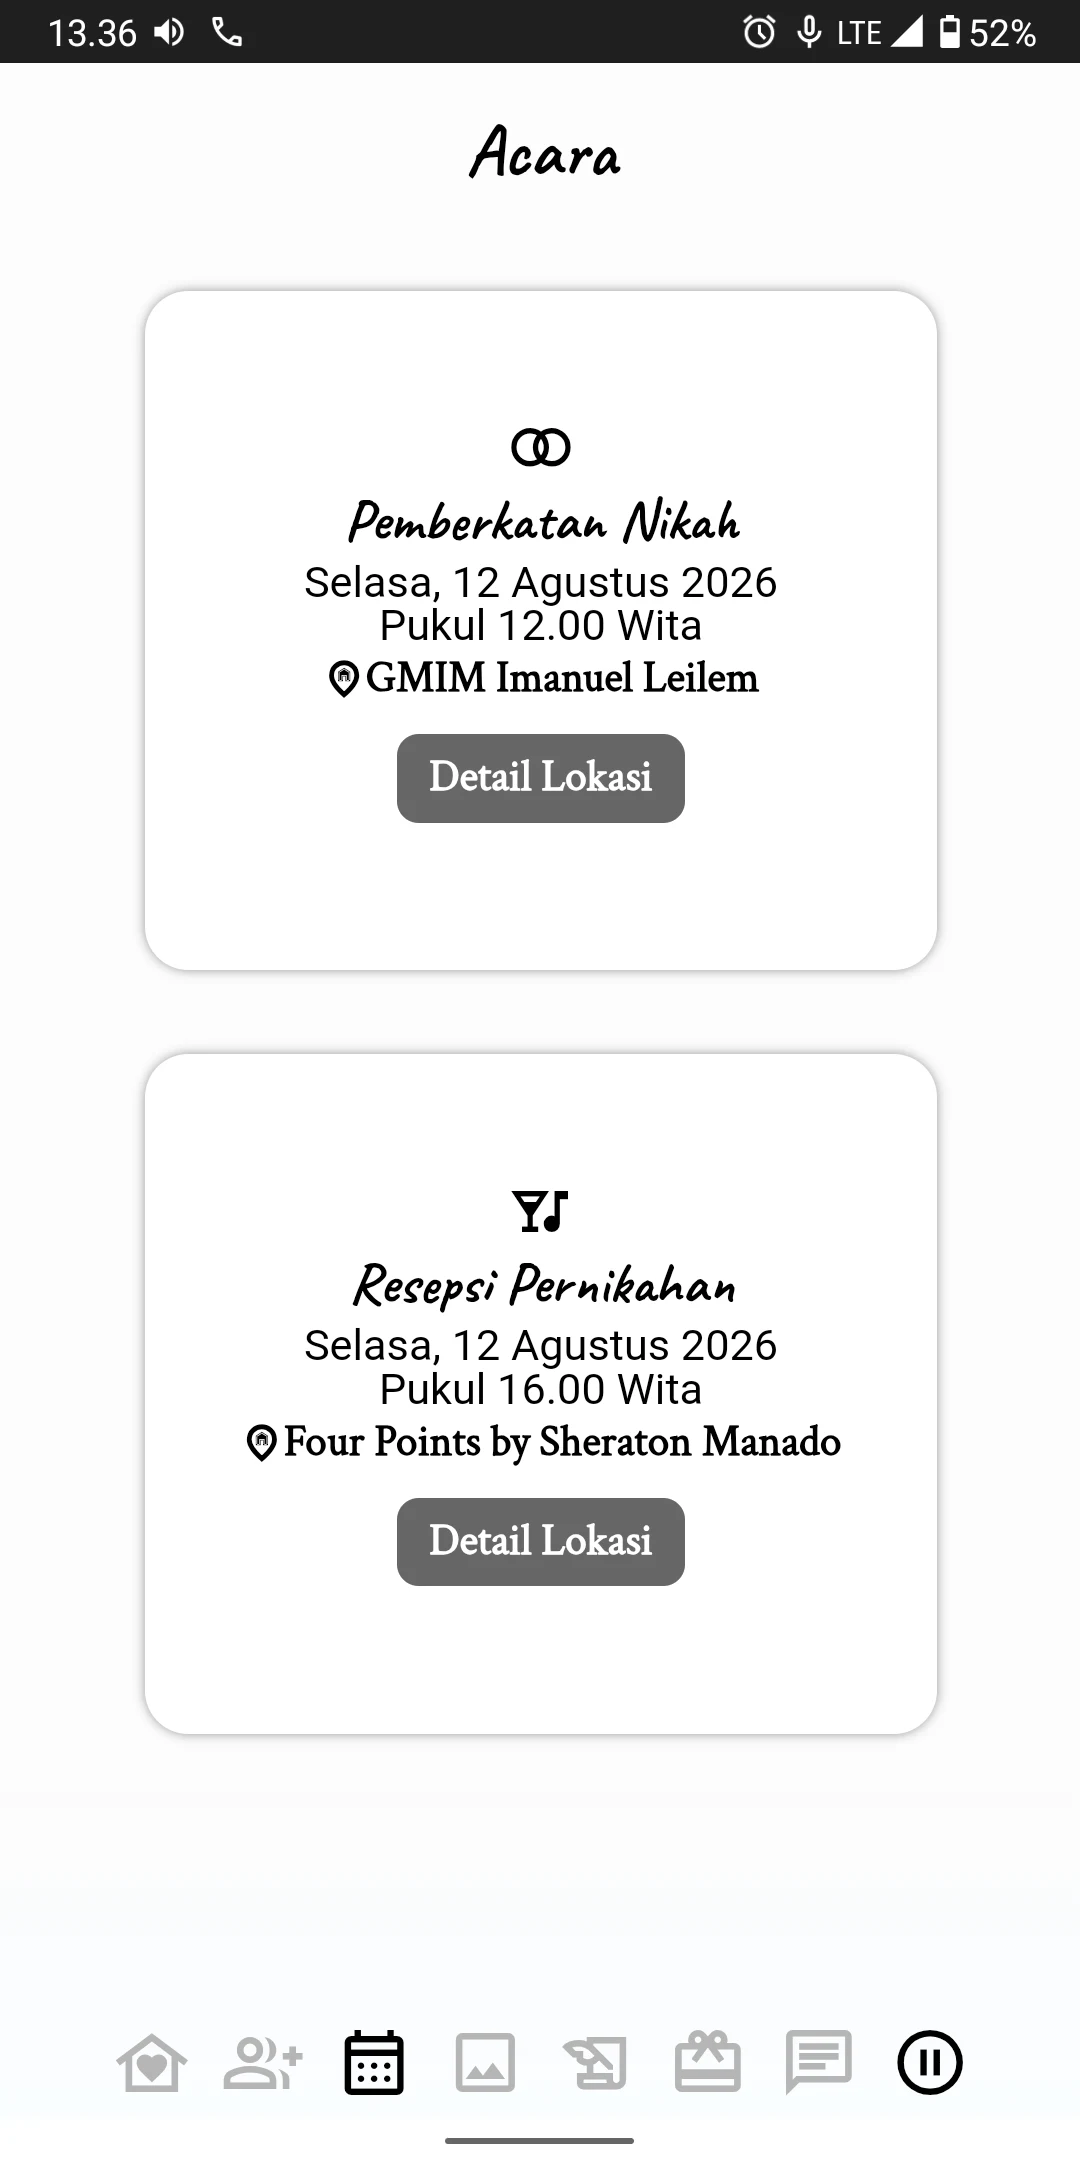 13.36 LTE 52%
Acara
Pemberkatan Nikah
Selasa, 12 Agustus 2026
Pukul 12.00 Wita
GMIM Imanuel Leilem
Detail Lokasi
Resepsi Pernikahan
Selasa, 12 Agustus 2026
Pukul 16.00 Wita
Four Points by Sheraton Manado
Detail Lokasi